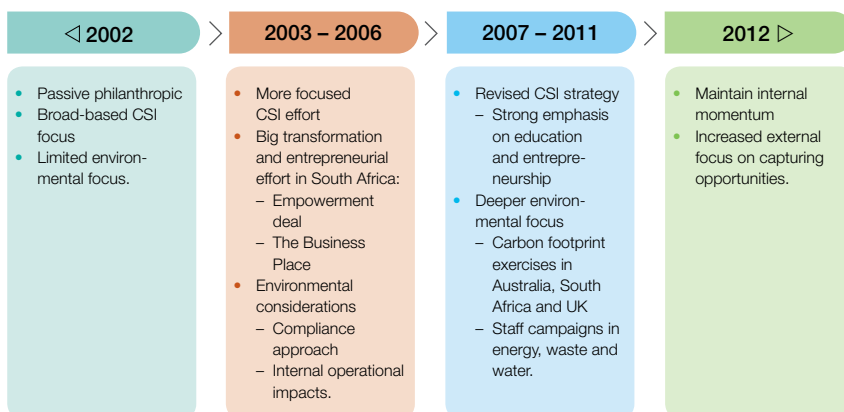 ◁ 2002
• Passive philanthropic
• Broad-based CSI
focus
• Limited environ-
mental focus.
2003 – 2006
• More focused
CSI effort
• Big transformation
and entrepreneurial
effort in South Africa:
– Empowerment
deal
– The Business
Place
• Environmental
considerations
– Compliance
approach
– Internal operational
impacts.
2007 – 2011
• Revised CSI strategy
– Strong emphasis
on education
and entrepre-
neurship
• Deeper environ-
mental focus
– Carbon footprint
exercises in
Australia, South
Africa and UK
– Staff campaigns in
energy, waste and
water.
2012 ▷
• Maintain internal
momentum
• Increased external
focus on capturing
opportunities.